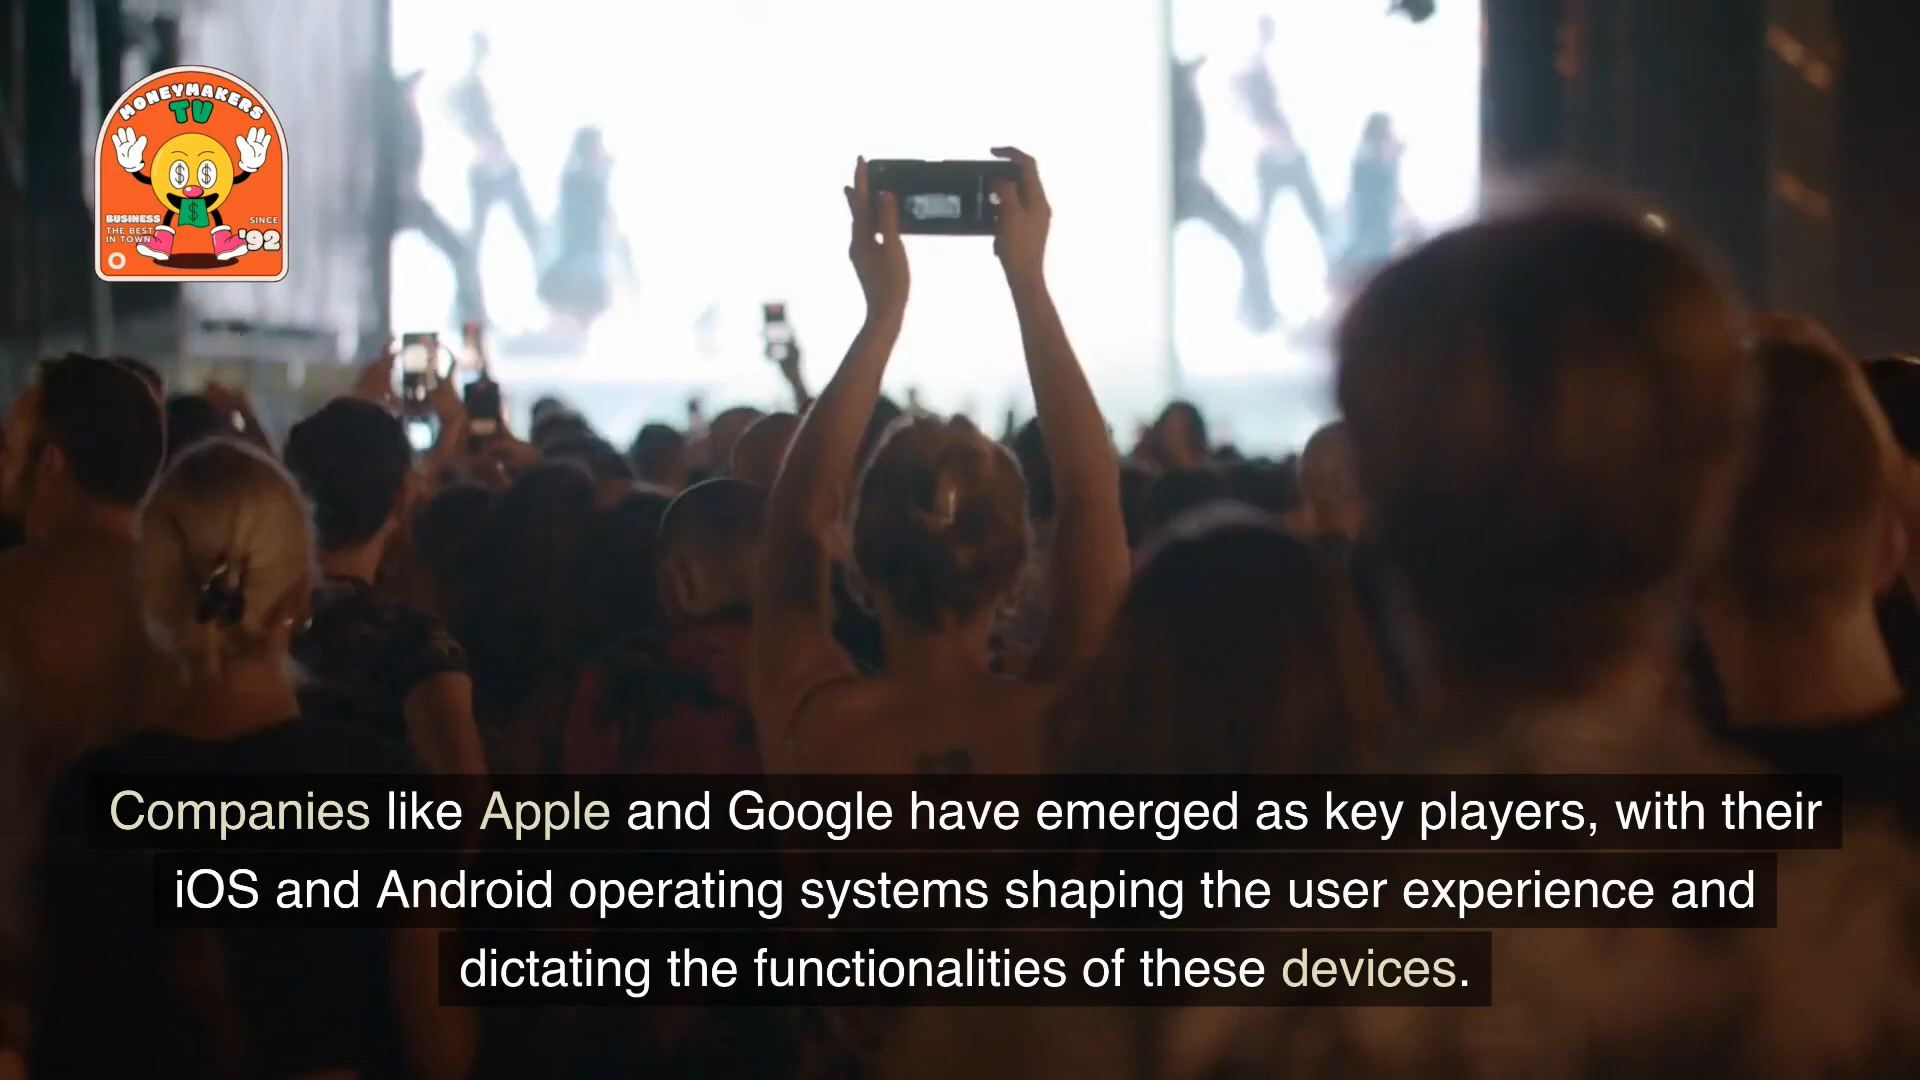 MONEYMAKERS
TV
BUSINESS
THE BEST
IN TOWN
SINCE
'92
Companies like Apple and Google have emerged as key players, with their
iOS and Android operating systems shaping the user experience and
dictating the functionalities of these devices.